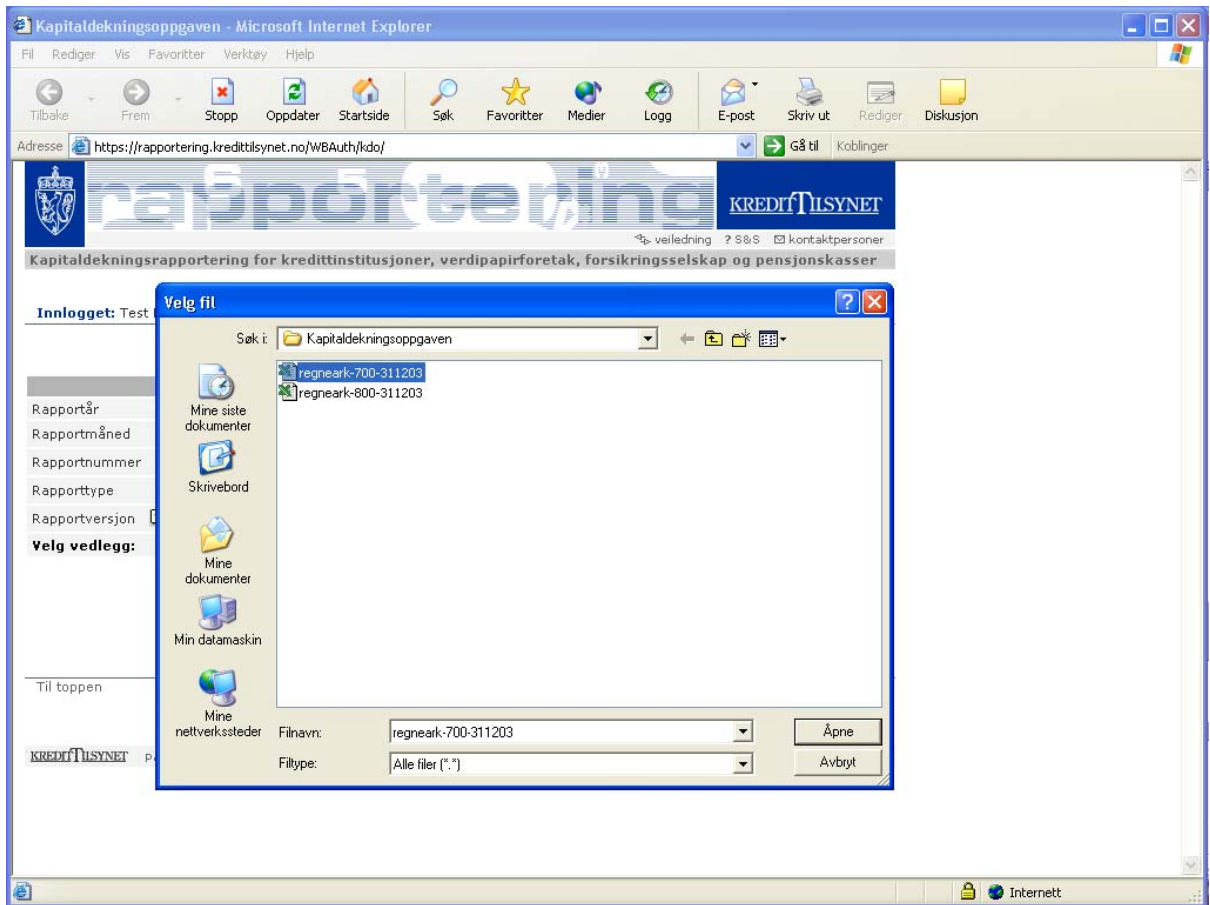 Kapitaldekningsoppgaven - Microsoft Internet Explorer
Fil Rediger Vis Favoritter Verktøy Hjelp
Tilbake Frem Stopp Oppdater Startside Søk Favoritter Medier Logg E-post Skriv ut Rediger Diskusjon
Adresse https://rapportering.kredittilsynet.no/WBAuth/kdo/ Gå til Koblinger
rapportering KREDITTILSYNET
veiledning ? S&S kontaktpersoner
Kapitaldekningsrapportering for kredittinstitusjoner, verdipapirforetak, forsikringsselskap og pensjonskasser
Innlogget: Test
Velg fil
Søk i: Kapitaldekningsoppgaven
regneark-700-311203
regneark-800-311203
Mine siste
dokumenter
Skrivebord
Mine
dokumenter
Min datamaskin
Mine
nettverkssteder
Filnavn: regneark-700-311203 Åpne
Filtype: Alle filer (*.*) Avbryt
Rapportår
Rapportmåned
Rapportnummer
Rapporttype
Rapportversjon
Velg vedlegg:
Til toppen
KREDITTILSYNET
Internett